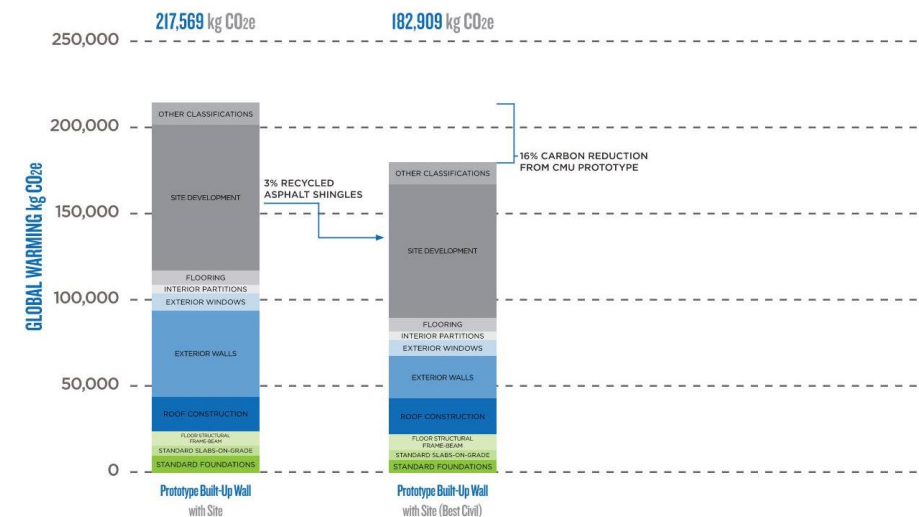 217,569 kg CO2e
182,909 kg CO2e
250,000
200,000
150,000
100,000
50,000
0
GLOBAL WARMING kg CO2e
OTHER CLASSIFICATIONS
SITE DEVELOPMENT
FLOORING
INTERIOR PARTITIONS
EXTERIOR WINDOWS
EXTERIOR WALLS
ROOF CONSTRUCTION
FLOOR STRUCTURAL
FRAME-BEAM
STANDARD SLABS-ON-GRADE
STANDARD FOUNDATIONS
3% RECYCLED
ASPHALT SHINGLES
OTHER CLASSIFICATIONS
SITE DEVELOPMENT
FLOORING
INTERIOR PARTITIONS
EXTERIOR WINDOWS
EXTERIOR WALLS
ROOF CONSTRUCTION
FLOOR STRUCTURAL
FRAME-BEAM
STANDARD SLABS-ON-GRADE
STANDARD FOUNDATIONS
16% CARBON REDUCTION
FROM CMU PROTOTYPE
Prototype Built-Up Wall
with Site
Prototype Built-Up Wall
with Site (Best Civil)